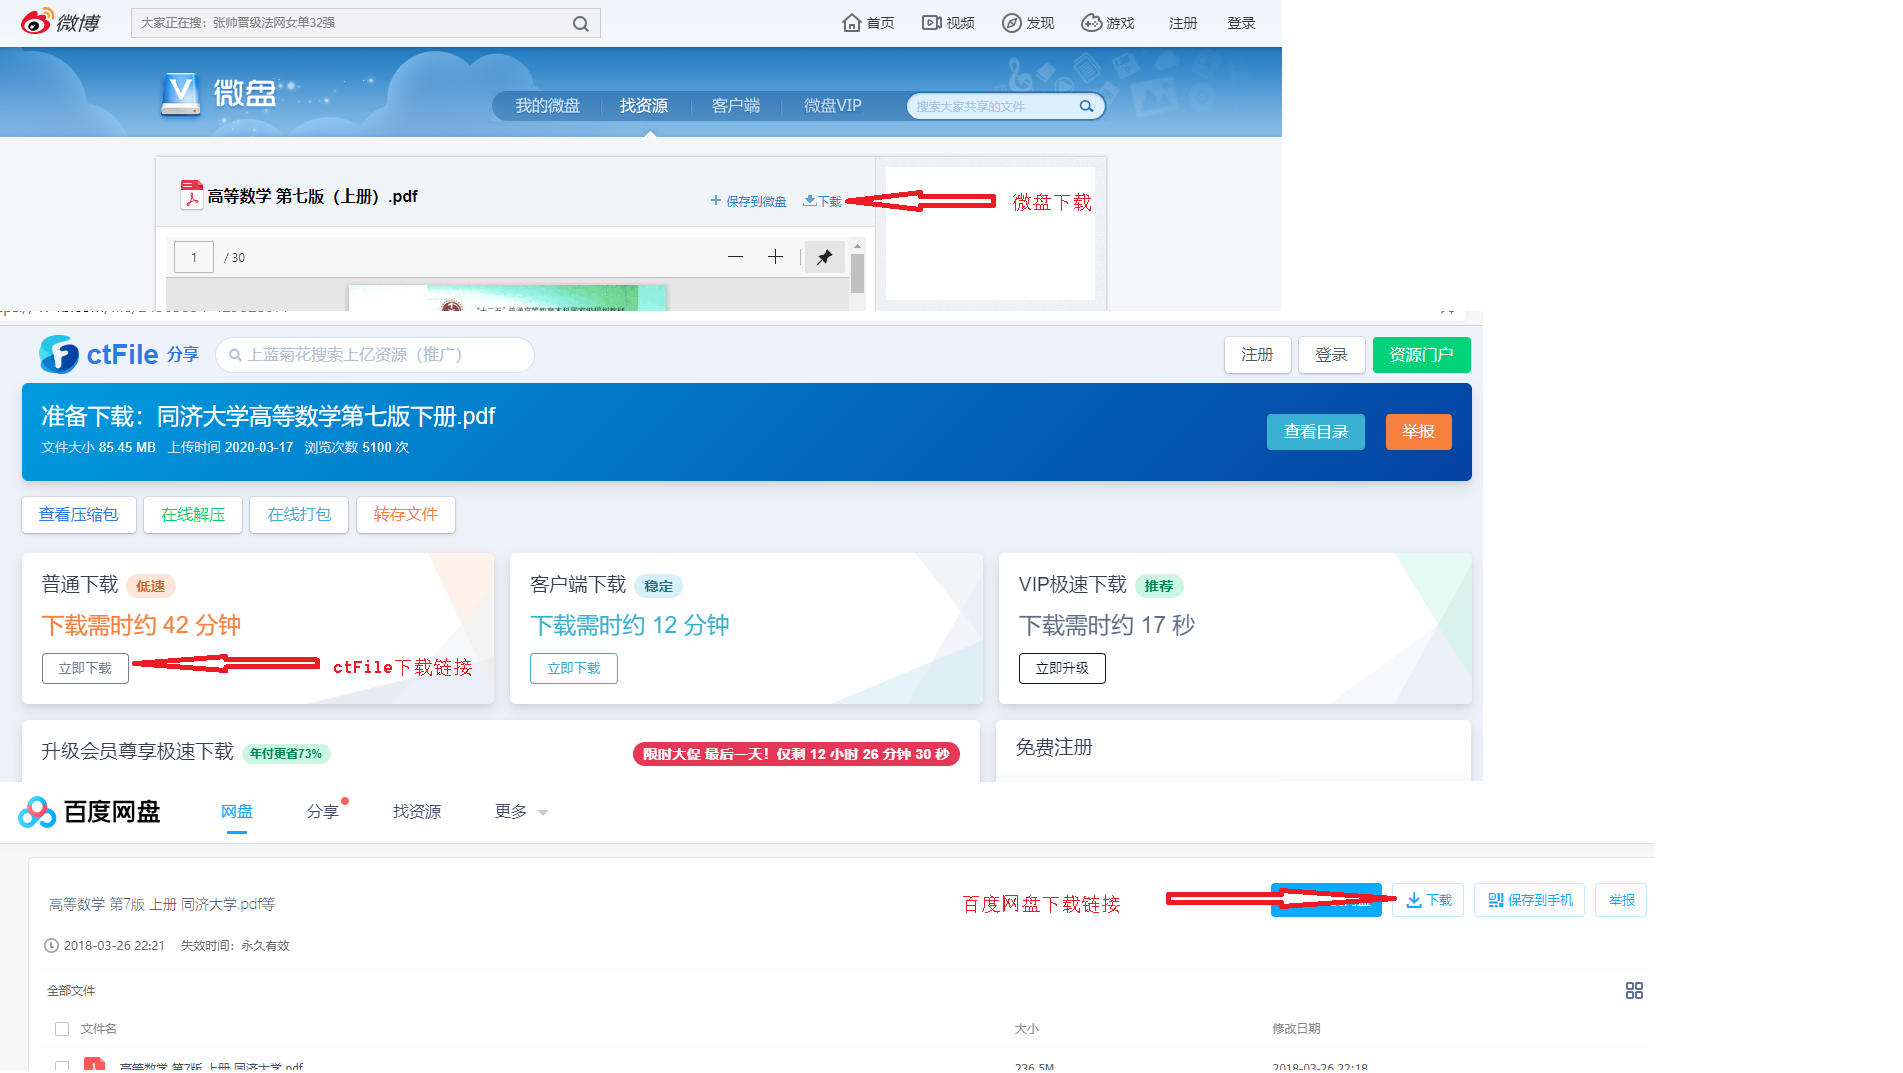 微博
大家正在搜：张帅晋级法网女单32强
首页
视频
发现
游戏
注册
登录
微盘
我的微盘
找资源
客户端
微盘VIP
搜索大家共享的文件
高等数学 第七版（上册）.pdf
保存到微盘
下载
微盘下载
1
/ 30
ctFile 分享
上蓝菊花搜索上亿资源（推广）
注册
登录
资源门户
准备下载：同济大学高等数学第七版下册.pdf
文件大小 85.45 MB 上传时间 2020-03-17 浏览次数 5100 次
查看目录
举报
查看压缩包
在线解压
在线打包
转存文件
普通下载 低速
下载需时约 42 分钟
立即下载
ctFile下载链接
客户端下载 稳定
下载需时约 12 分钟
立即下载
VIP极速下载 推荐
下载需时约 17 秒
立即升级
升级会员尊享极速下载 年付更省73%
限时大促 最后一天！仅剩 12 小时 26 分钟 30 秒
免费注册
百度网盘
网盘
分享
找资源
更多
高等数学 第7版 上册 同济大学.pdf等
百度网盘下载链接
下载
保存到手机
举报
2018-03-26 22:21 失效时间：永久有效
全部文件
文件名
大小
修改日期
高等数学 第7版 上册 同济大学.pdf
236.5M
2018-03-26 22:18